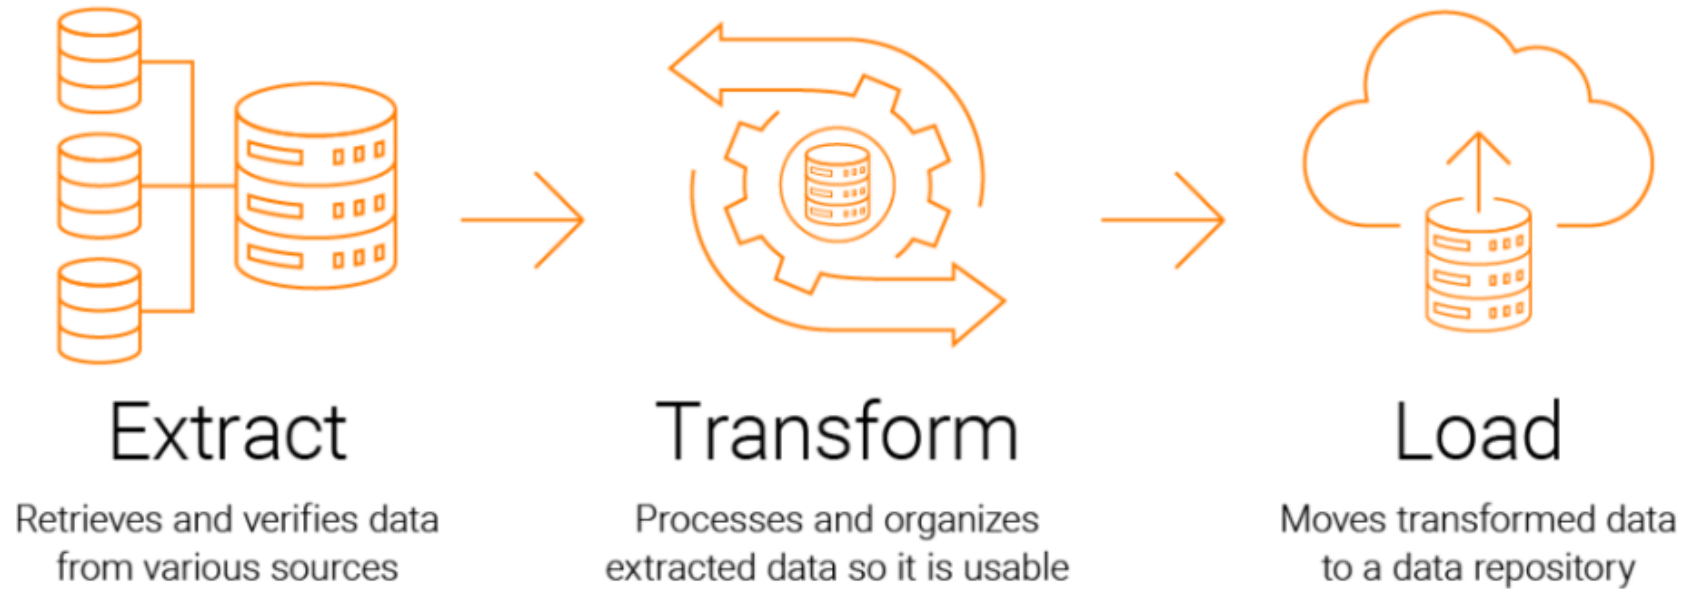 Extract
Retrieves and verifies data
from various sources
Transform
Processes and organizes
extracted data so it is usable
Load
Moves transformed data
to a data repository